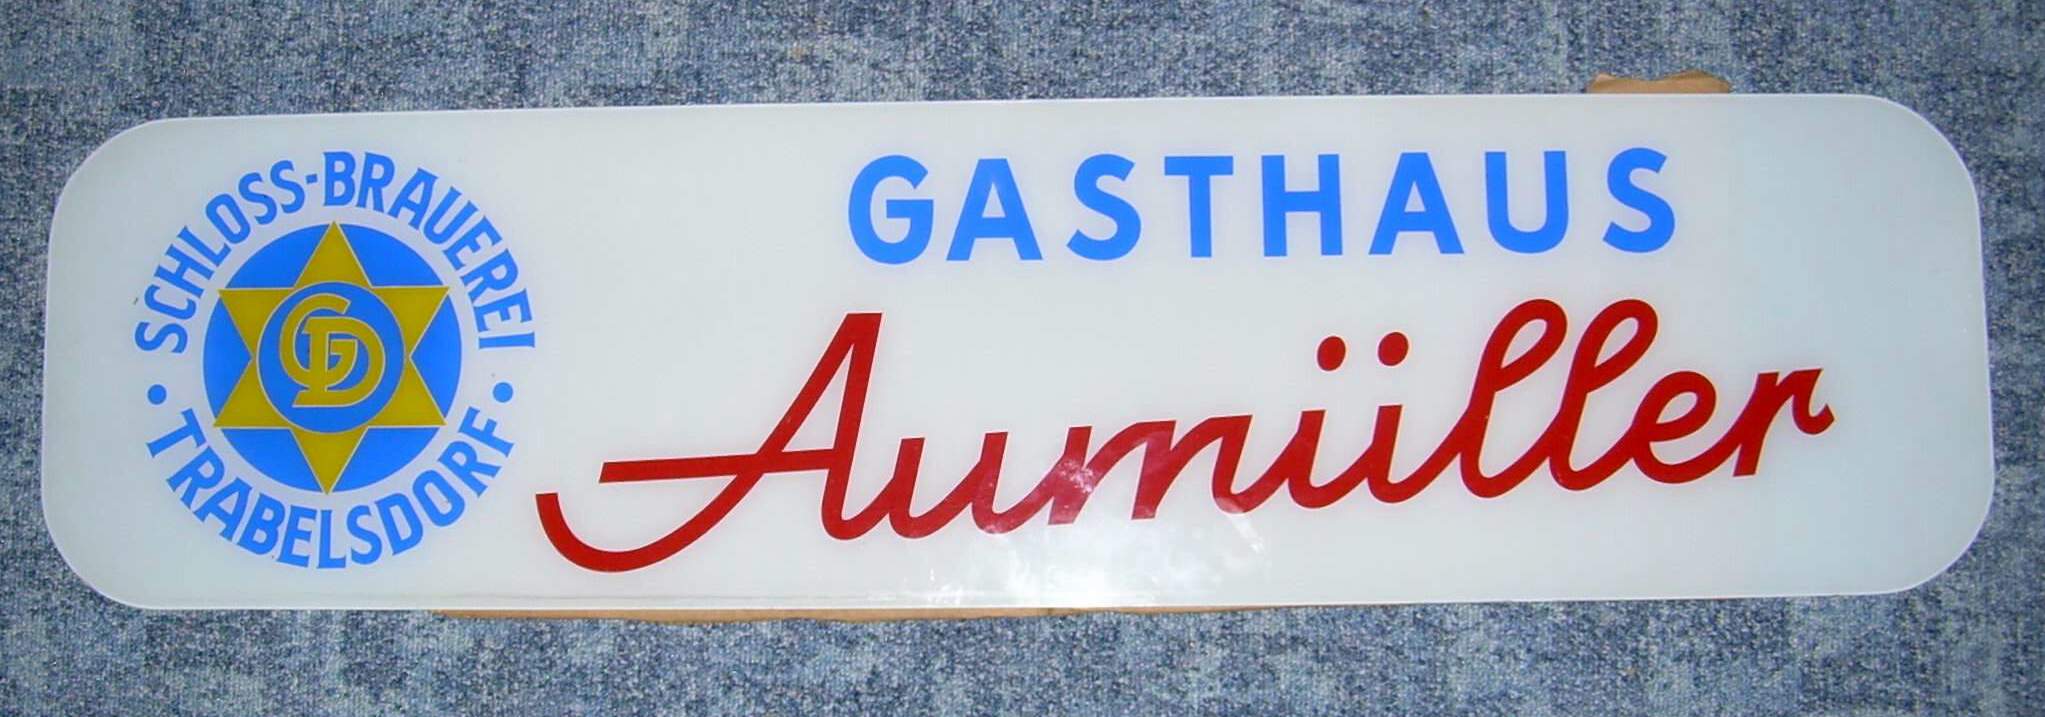 SCHLOSS-BRAUEREI
• TRABELSDORF •
GD
GASTHAUS
Aumüller